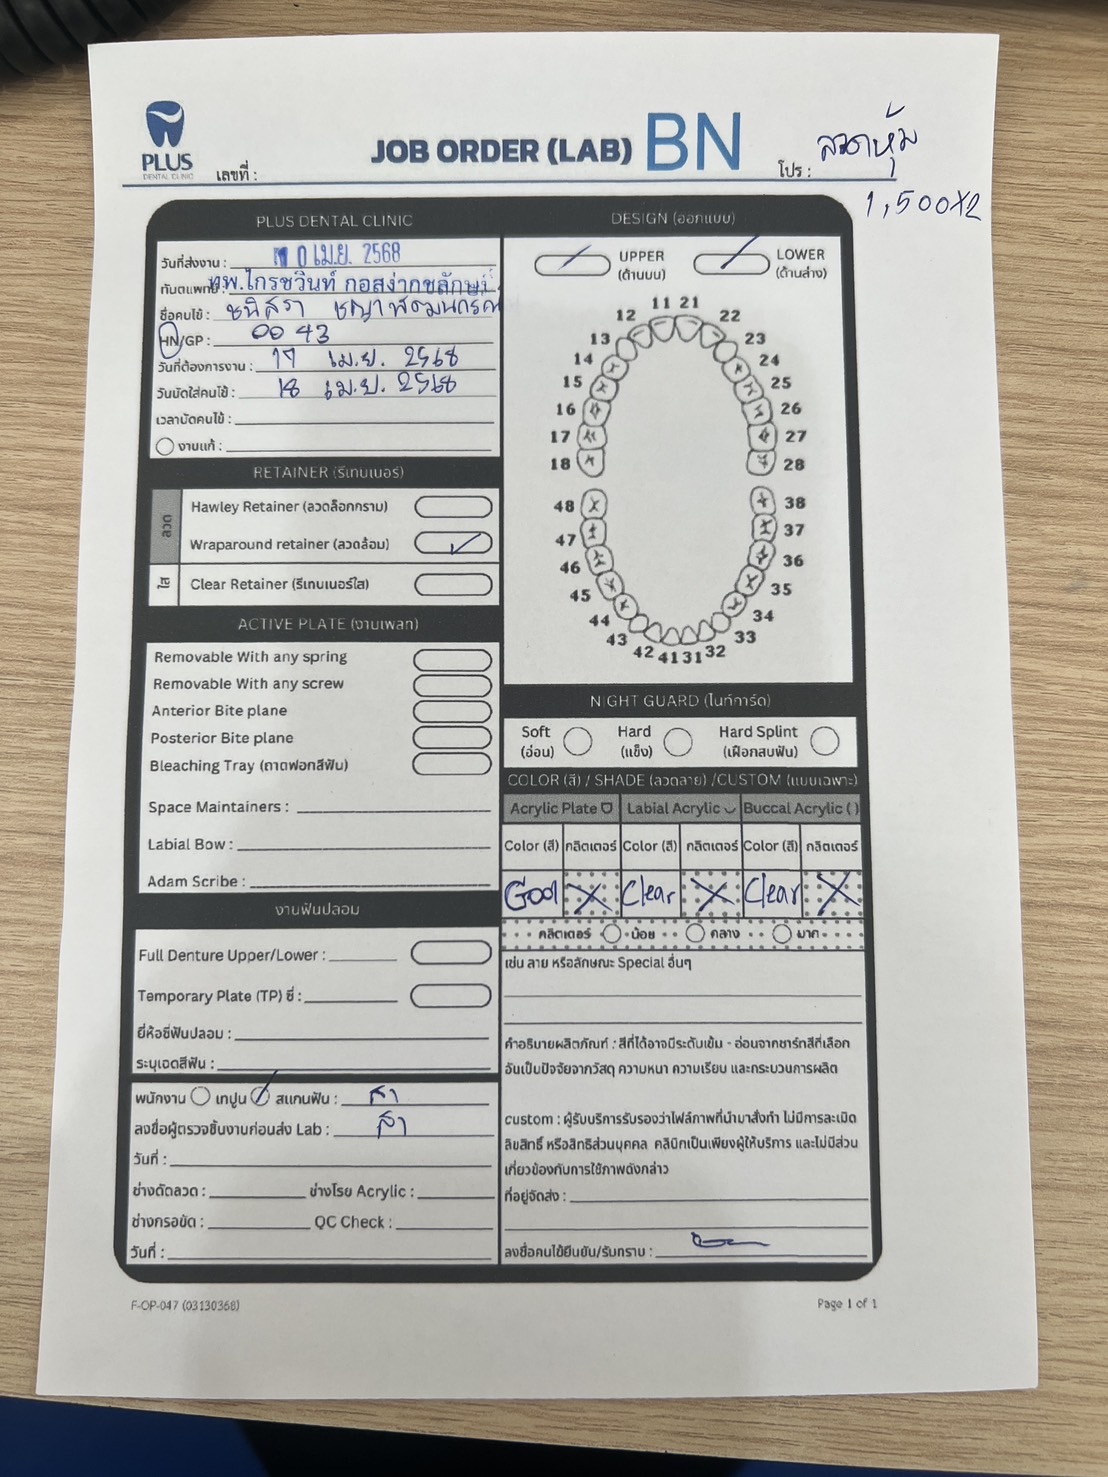 PLUS
DENTAL CLINIC
เลขที่ :
JOB ORDER (LAB) BN
โปร : ลวดหุ้ม
1,500X2
PLUS DENTAL CLINIC
วันที่ส่งงาน : 10 เม.ย. 2568
ทันตแพทย์ : ทพ.ไกรชวินท์
ชื่อคนไข้ : ชนิสรา
HN/GP : 0043
วันที่ต้องการงาน : 17 เม.ย. 2568
วันนัดใส่คนไข้ : 18 เม.ย. 2568
เวลานัดคนไข้ :
งานแก้ :
RETAINER (รีเทนเนอร์)
ลวด
Hawley Retainer (ลวดล็อกกราม)
Wraparound retainer (ลวดล้อม)
ใส
Clear Retainer (รีเทนเนอร์ใส)
ACTIVE PLATE (งานเพลท)
Removable With any spring
Removable With any screw
Anterior Bite plane
Posterior Bite plane
Bleaching Tray (ถาดฟอกสีฟัน)
Space Maintainers :
Labial Bow :
Adam Scribe :
งานฟันปลอม
Full Denture Upper/Lower :
Temporary Plate (TP) ซี่ :
ยี่ห้อซี่ฟันปลอม :
ระบุเฉดสีฟัน :
พนักงาน เทปูน สแกนฟัน : สา
ลงชื่อผู้ตรวจชิ้นงานก่อนส่ง Lab : สา
วันที่ :
ช่างดัดลวด : ช่างโรย Acrylic :
ช่างกรอขัด : QC Check :
วันที่ :
DESIGN (ออกแบบ)
UPPER
(ด้านบน)
LOWER
(ด้านล่าง)
11 21
12 22
13 23
14 24
15 25
16 26
17 27
18 28
48 38
47 37
46 36
45 35
44 34
43 33
42 41 31 32
NIGHT GUARD (ไนท์การ์ด)
Soft
(อ่อน)
Hard
(แข็ง)
Hard Splint
(เฝือกสบฟัน)
COLOR (สี) / SHADE (ลวดลาย) /CUSTOM (แบบเฉพาะ)
Acrylic Plate Labial Acrylic Buccal Acrylic ( )
Color (สี) กลิตเตอร์ Color (สี) กลิตเตอร์ Color (สี) กลิตเตอร์
God X Clear X Clear X
กลิตเตอร์ น้อย กลาง มาก
เช่น ลาย หรือลักษณะ Special อื่นๆ
คำอธิบายผลิตภัณฑ์ : สีที่ได้อาจมีระดับเข้ม - อ่อนจากชาร์ทสีที่เลือก
อันเป็นปัจจัยจากวัสดุ ความหนา ความเรียบ และกระบวนการผลิต
custom : ผู้รับบริการรับรองว่าไฟล์ภาพที่นำมาสั่งทำ ไม่มีการละเมิด
ลิขสิทธิ์ หรือสิทธิส่วนบุคคล คลินิกเป็นเพียงผู้ให้บริการ และไม่มีส่วน
เกี่ยวข้องกับการใช้ภาพดังกล่าว
ที่อยู่จัดส่ง :
ลงชื่อคนไข้ยืนยัน/รับทราบ :
F-OP-047 (03130368)
Page 1 of 1